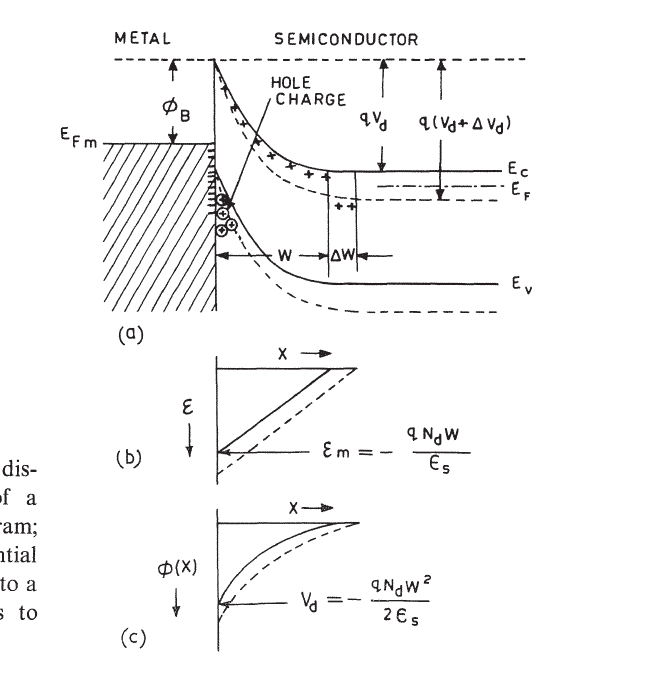 METAL
SEMICONDUCTOR
HOLE
CHARGE
ϕB
qVd
q(Vd+ΔVd)
EFm
Ec
EF
W
ΔW
Ev
(a)
X
ε
(b)
εm = - qNdW / ϵs
dis-
of a
ram;
ntial
to a
s to
X
ϕ(X)
Vd = - qNdW² / 2ϵs
(c)